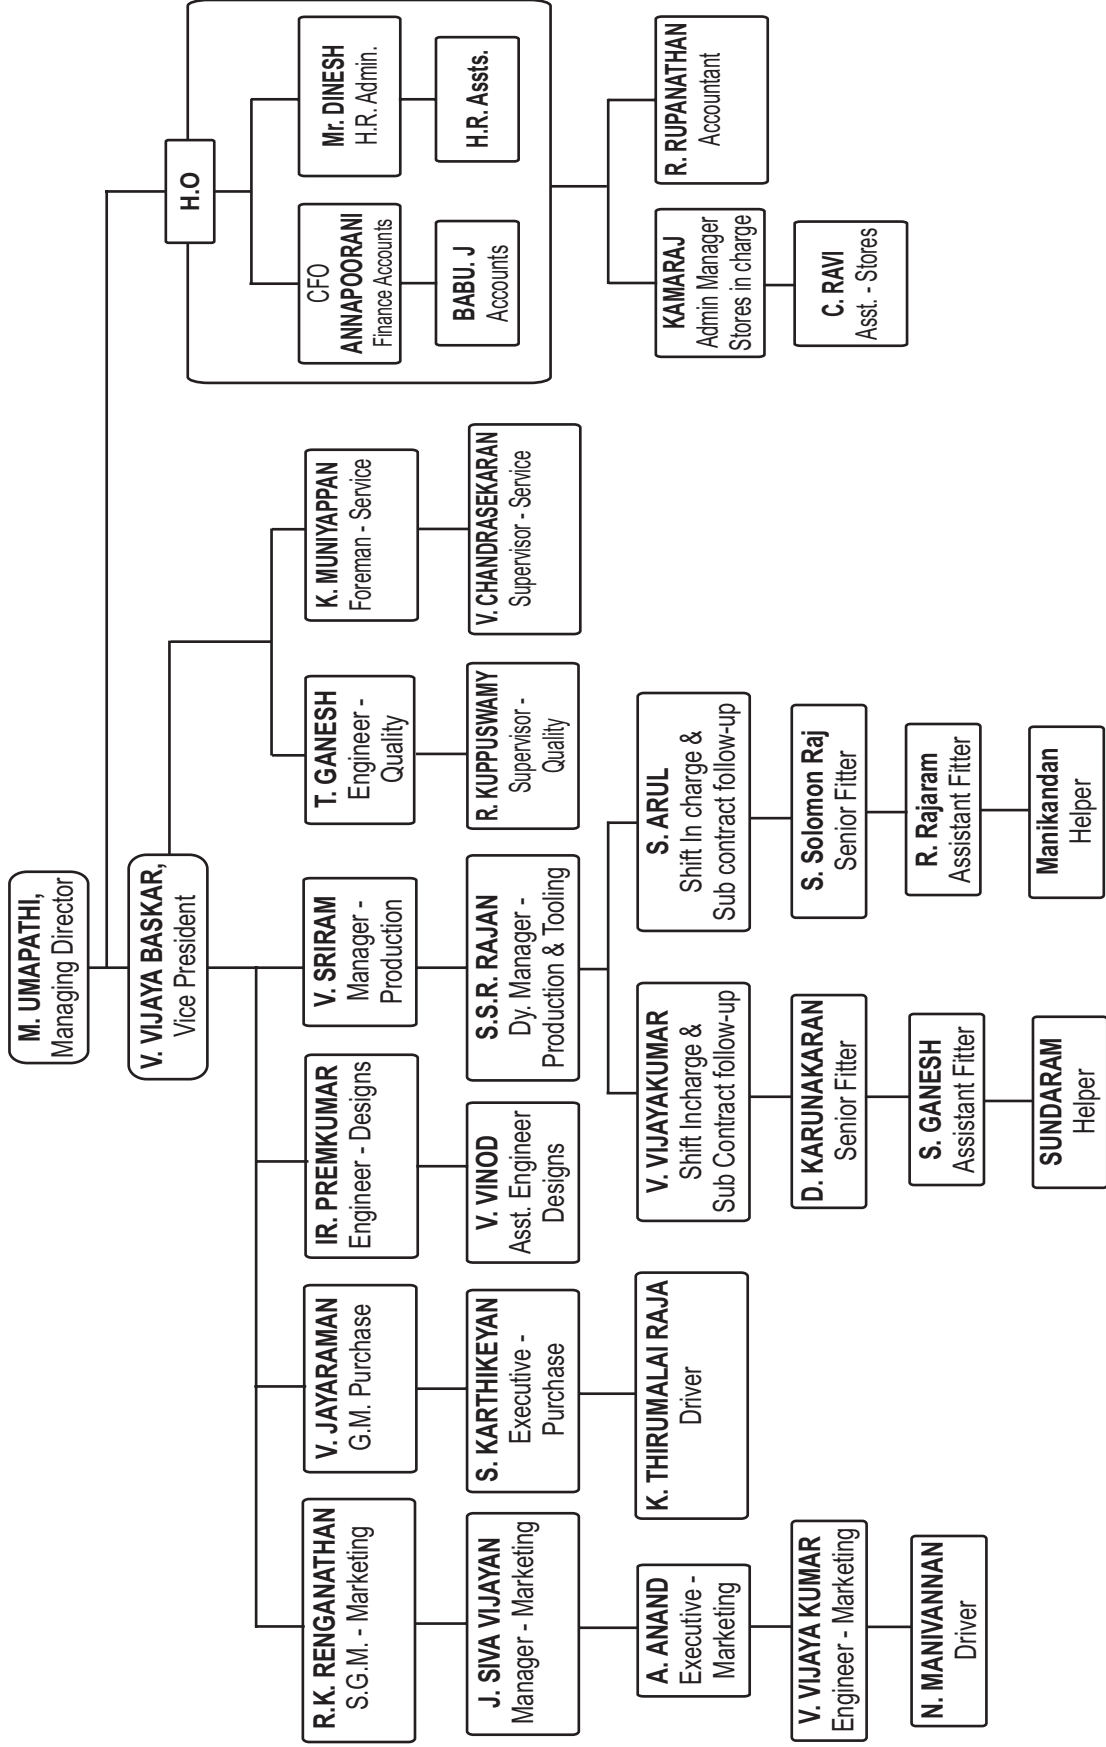 M. UMAPATHI,
Managing Director
V. VIJAYA BASKAR,
Vice President
H.O
R.K. RENGANATHAN
S.G.M. - Marketing
V. JAYARAMAN
G.M. Purchase
IR. PREMKUMAR
Engineer - Designs
V. SRIRAM
Manager -
Production
T. GANESH
Engineer -
Quality
K. MUNIYAPPAN
Foreman - Service
CFO
ANNAPOORANI
Finance Accounts
Mr. DINESH
H.R. Admin.
J. SIVA VIJAYAN
Manager - Marketing
S. KARTHIKEYAN
Executive -
Purchase
V. VINOD
Asst. Engineer
Designs
S.S.R. RAJAN
Dy. Manager -
Production & Tooling
R. KUPPUSWAMY
Supervisor -
Quality
V. CHANDRASEKARAN
Supervisor - Service
BABU. J
Accounts
H.R. Assts.
A. ANAND
Executive -
Marketing
K. THIRUMALAI RAJA
Driver
V. VIJAYAKUMAR
Shift Incharge &
Sub Contract follow-up
S. ARUL
Shift In charge &
Sub contract follow-up
KAMARAJ
Admin Manager
Stores in charge
R. RUPANATHAN
Accountant
V. VIJAYA KUMAR
Engineer - Marketing
D. KARUNAKARAN
Senior Fitter
S. Solomon Raj
Senior Fitter
C. RAVI
Asst. - Stores
N. MANIVANNAN
Driver
S. GANESH
Assistant Fitter
R. Rajaram
Assistant Fitter
SUNDARAM
Helper
Manikandan
Helper